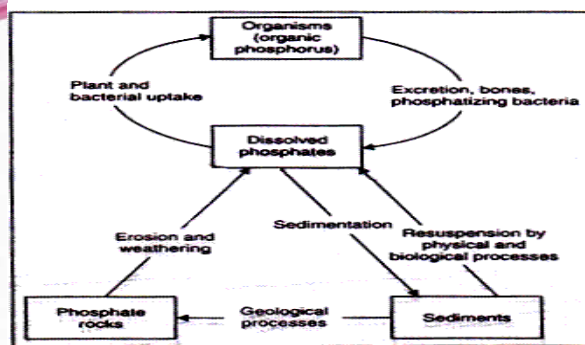 Organisms
(organic
phosphorus)
Plant and
bacterial uptake
Excretion, bones,
phosphatizing bacteria
Dissolved
phosphates
Sedimentation
Erosion and
weathering
Resuspension by
physical and
biological processes
Phosphate
rocks
Geological
processes
Sediments